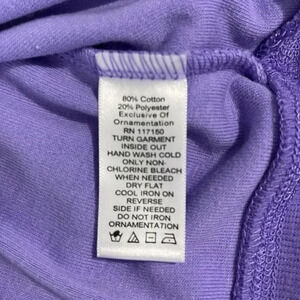 80% Cotton
20% Polyester
Exclusive Of
Ornamentation
RN 117150
TURN GARMENT
INSIDE OUT
HAND WASH COLD
ONLY NON-
CHLORINE BLEACH
WHEN NEEDED
DRY FLAT
COOL IRON ON
REVERSE
SIDE IF NEEDED
DO NOT IRON
ORNAMENTATION